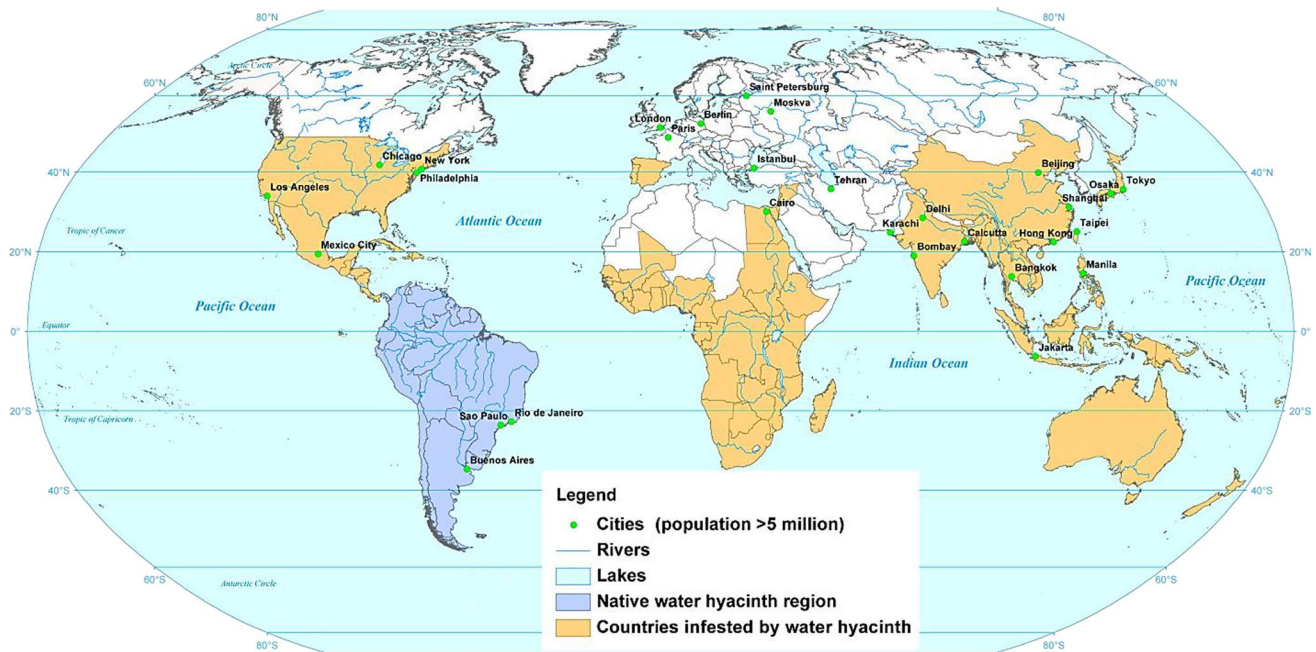 80°N
80°N
Arctic Circle
60°N
60°N
Saint Petersburg
Moskva
London
Berlin
Paris
Chicago
New York
Istanbul
Beijing
40°N
40°N
Philadelphia
Tehran
Los Angeles
Osaka
Tokyo
Shanghai
Cairo
Delhi
Atlantic Ocean
Karachi
Taipei
Tropic of Cancer
Calcutta
Hong Kong
Mexico City
Bombay
20°N
20°N
Bangkok
Manila
Pacific Ocean
Pacific Ocean
Equator
0°
0°
Jakarta
Indian Ocean
20°S
20°S
Tropic of Capricorn
Sao Paulo
Rio de Janeiro
Buenos Aires
40°S
40°S
Legend
Cities (population >5 million)
Rivers
Lakes
Native water hyacinth region
Countries infested by water hyacinth
60°S
60°S
Antarctic Circle
80°S
80°S